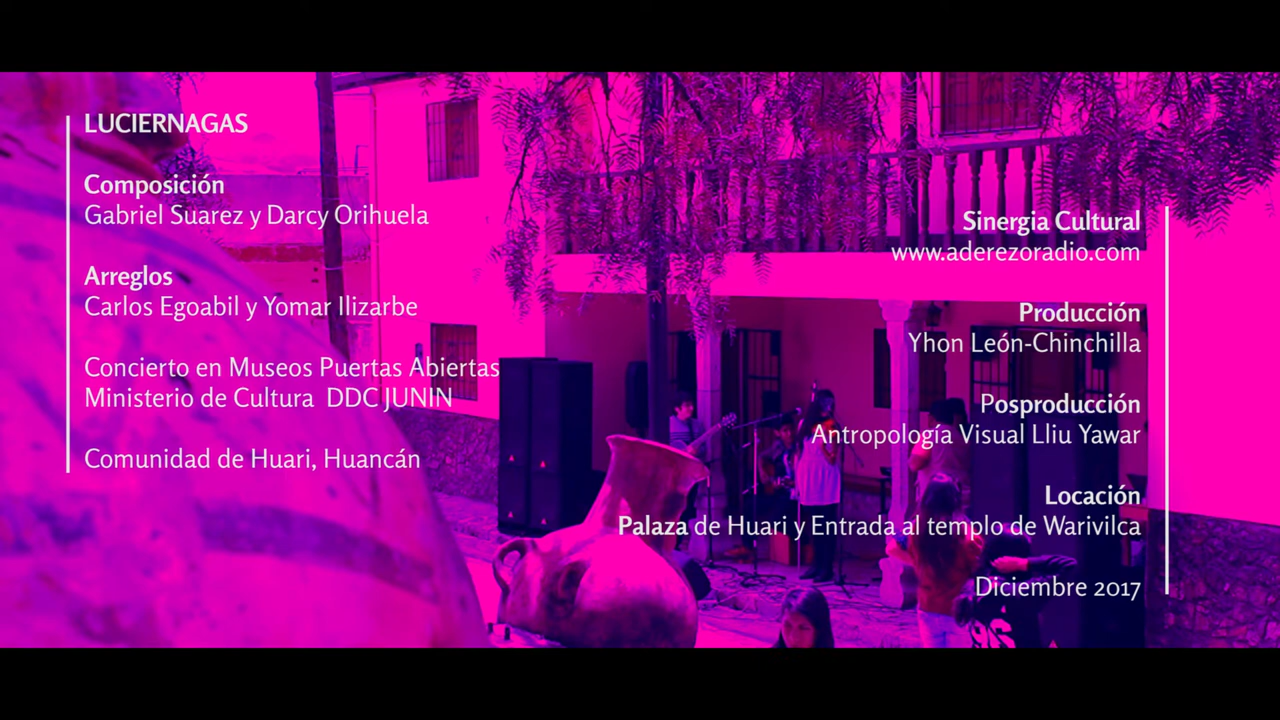 LUCIERNAGAS
Composición
Gabriel Suarez y Darcy Orihuela
Arreglos
Carlos Egoabil y Yomar Ilizarbe
Concierto en Museos Puertas Abiertas
Ministerio de Cultura DDC JUNIN
Comunidad de Huari, Huancán
Sinergia Cultural
www.aderezoradio.com
Producción
Yhon León-Chinchilla
Posproducción
Antropología Visual Lliu Yawar
Locación
Palaza de Huari y Entrada al templo de Warivilca
Diciembre 2017